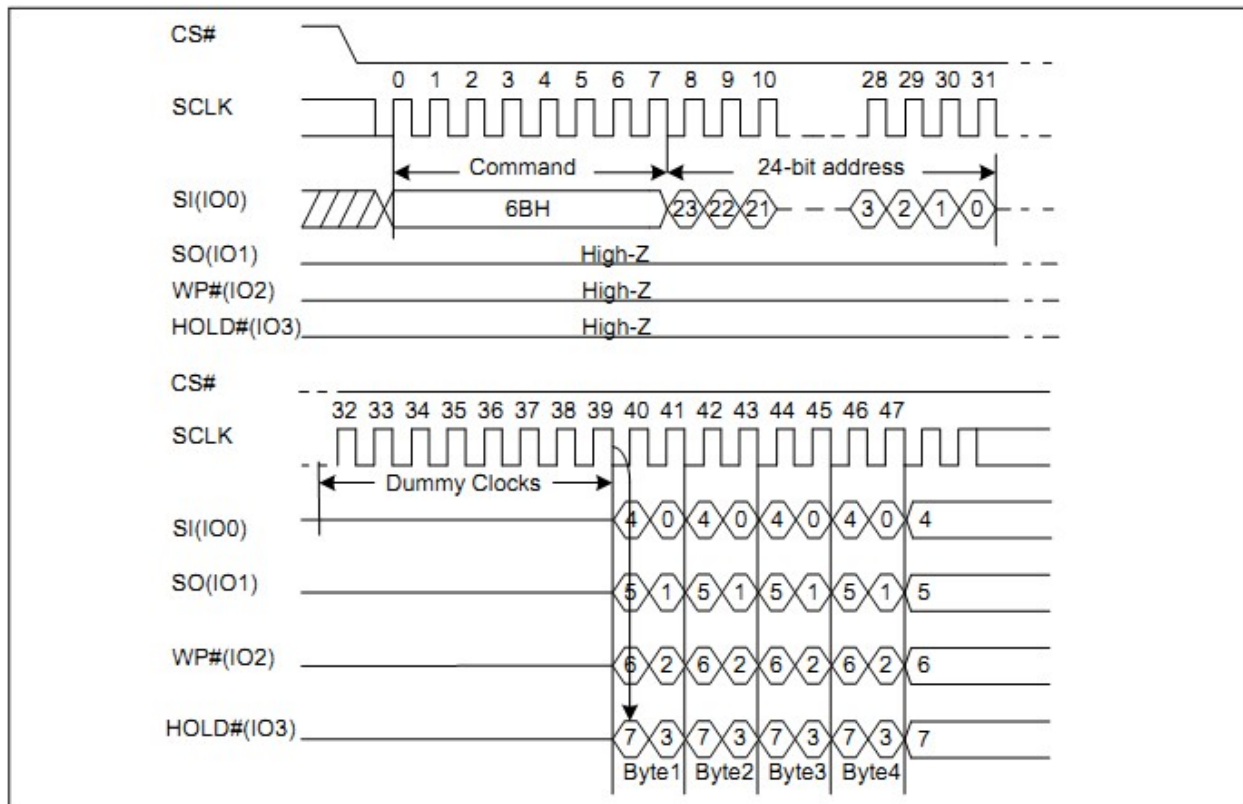 CS#
0 1 2 3 4 5 6 7 8 9 10 28 29 30 31
SCLK
Command 24-bit address
SI(IO0) 6BH 23 22 21 3 2 1 0
SO(IO1) High-Z
WP#(IO2) High-Z
HOLD#(IO3) High-Z
CS#
32 33 34 35 36 37 38 39 40 41 42 43 44 45 46 47
SCLK
Dummy Clocks
SI(IO0) 4 0 4 0 4 0 4 0 4
SO(IO1) 5 1 5 1 5 1 5 1 5
WP#(IO2) 6 2 6 2 6 2 6 2 6
HOLD#(IO3) 7 3 7 3 7 3 7 3 7
Byte1 Byte2 Byte3 Byte4